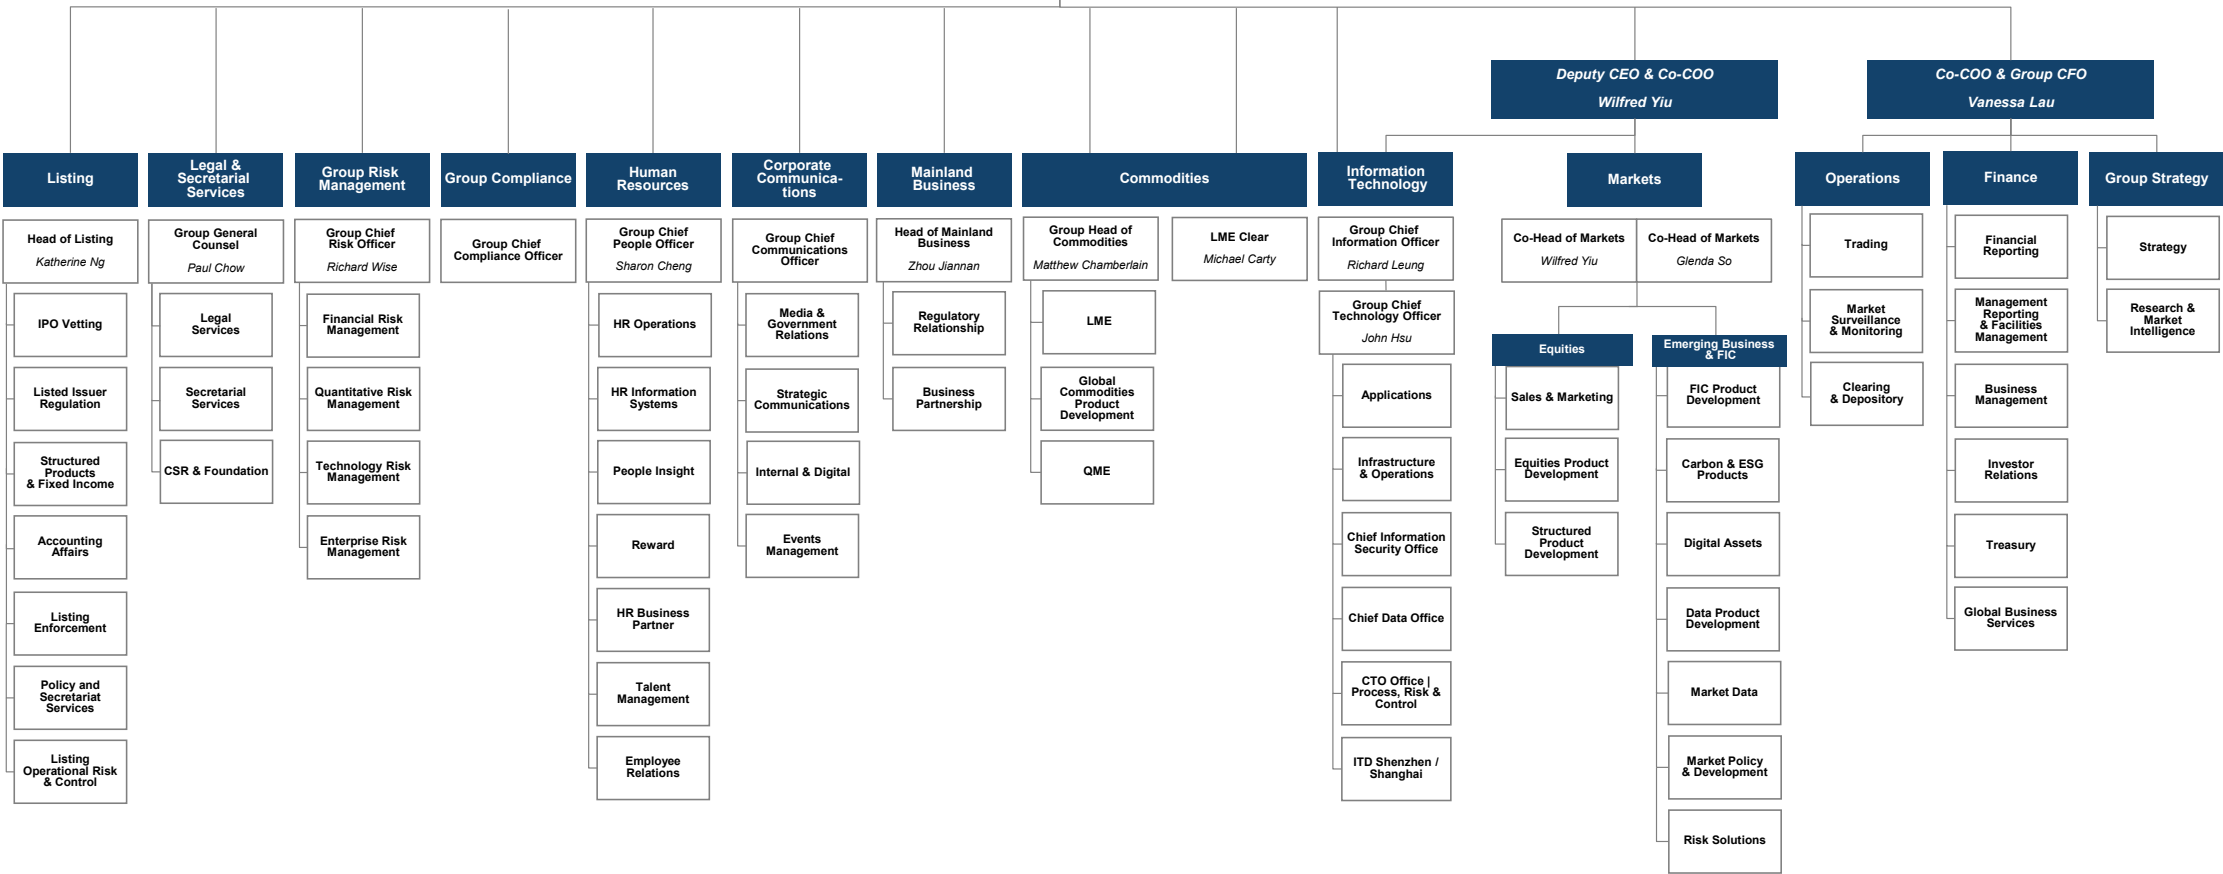 Deputy CEO & Co-COO
Wilfred Yiu
Co-COO & Group CFO
Vanessa Lau
Listing
Head of Listing
Katherine Ng
IPO Vetting
Listed Issuer
Regulation
Structured
Products
& Fixed Income
Accounting
Affairs
Listing
Enforcement
Policy and
Secretariat
Services
Listing
Operational Risk
& Control
Legal &
Secretarial
Services
Group General
Counsel
Paul Chow
Legal
Services
Secretarial
Services
CSR & Foundation
Group Risk
Management
Group Chief
Risk Officer
Richard Wise
Financial Risk
Management
Quantitative Risk
Management
Technology Risk
Management
Enterprise Risk
Management
Group Compliance
Group Chief
Compliance Officer
Human
Resources
Group Chief
People Officer
Sharon Cheng
HR Operations
HR Information
Systems
People Insight
Reward
HR Business
Partner
Talent
Management
Employee
Relations
Corporate
Communica-
tions
Group Chief
Communications
Officer
Media &
Government
Relations
Strategic
Communications
Internal & Digital
Events
Management
Mainland
Business
Head of Mainland
Business
Zhou Jiannan
Regulatory
Relationship
Business
Partnership
Commodities
Group Head of
Commodities
Matthew Chamberlain
LME
Global
Commodities
Product
Development
QME
LME Clear
Michael Carty
Information
Technology
Group Chief
Information Officer
Richard Leung
Group Chief
Technology Officer
John Hsu
Applications
Infrastructure
& Operations
Chief Information
Security Office
Chief Data Office
CTO Office |
Process, Risk &
Control
ITD Shenzhen /
Shanghai
Markets
Co-Head of Markets
Wilfred Yiu
Co-Head of Markets
Glenda So
Equities
Sales & Marketing
Equities Product
Development
Structured
Product
Development
Emerging Business
& FIC
FIC Product
Development
Carbon & ESG
Products
Digital Assets
Data Product
Development
Market Data
Market Policy
& Development
Risk Solutions
Operations
Trading
Market
Surveillance
& Monitoring
Clearing
& Depository
Finance
Financial
Reporting
Management
Reporting
& Facilities
Management
Business
Management
Investor
Relations
Treasury
Global Business
Services
Group Strategy
Strategy
Research &
Market
Intelligence